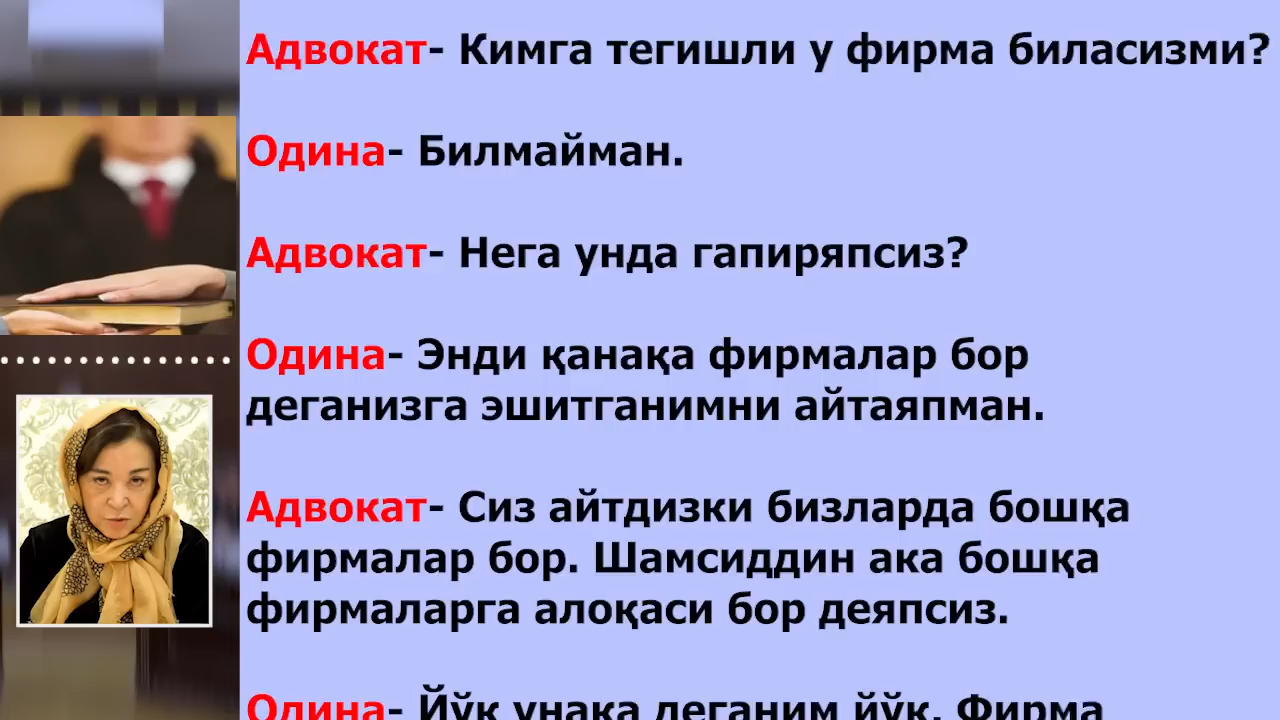 Адвокат- Кимга тегишли у фирма биласизми?
Одина- Билмайман.
Адвокат- Нега унда гапиряпсиз?
Одина- Энди қанақа фирмалар бор
деганизга эшитганимни айтаяпман.
Адвокат- Сиз айтдизки бизларда бошқа
фирмалар бор. Шамсиддин ака бошқа
фирмаларга алоқаси бор деяпсиз.
Одина- Йўқ унақа деганим йўқ. Фирма